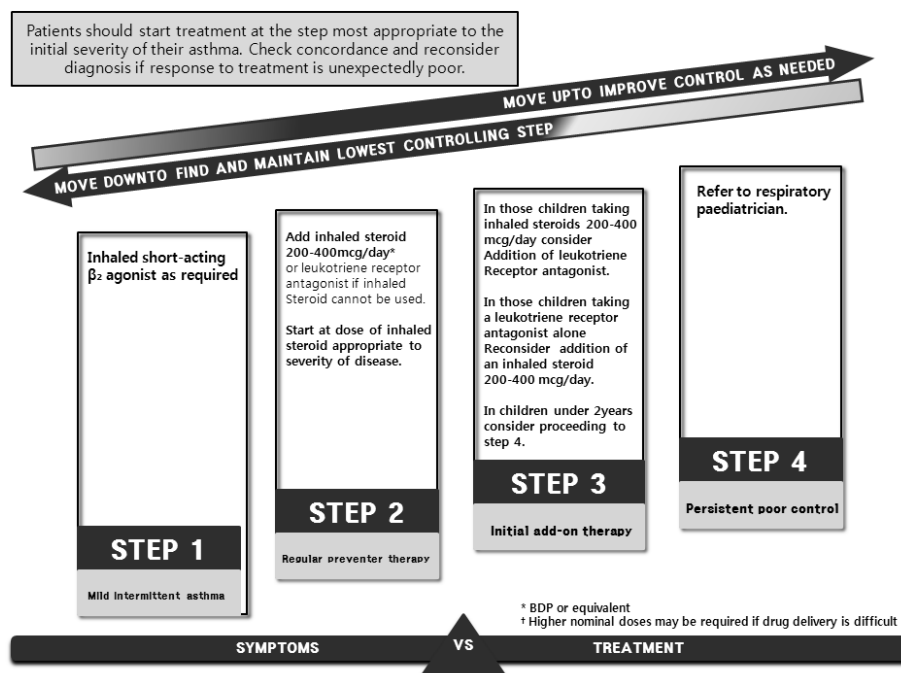 Patients should start treatment at the step most appropriate to the
initial severity of their asthma. Check concordance and reconsider
diagnosis if response to treatment is unexpectedly poor.
MOVE UPTO IMPROVE CONTROL AS NEEDED
MOVE DOWNTO FIND AND MAINTAIN LOWEST CONTROLLING STEP
Inhaled short-acting
β₂ agonist as required
STEP 1
Mild intermittent asthma
Add inhaled steroid
200-400mcg/day*
or leukotriene receptor
antagonist if inhaled
Steroid cannot be used.
Start at dose of inhaled
steroid appropriate to
severity of disease.
STEP 2
Regular preventer therapy
In those children taking
inhaled steroids 200-400
mcg/day consider
Addition of leukotriene
Receptor antagonist.
In those children taking
a leukotriene receptor
antagonist alone
Reconsider addition of
an inhaled steroid
200-400 mcg/day.
In children under 2years
consider proceeding to
step 4.
STEP 3
Initial add-on therapy
Refer to respiratory
paediatrician.
STEP 4
Persistent poor control
* BDP or equivalent
† Higher nominal doses may be required if drug delivery is difficult
SYMPTOMS
VS
TREATMENT